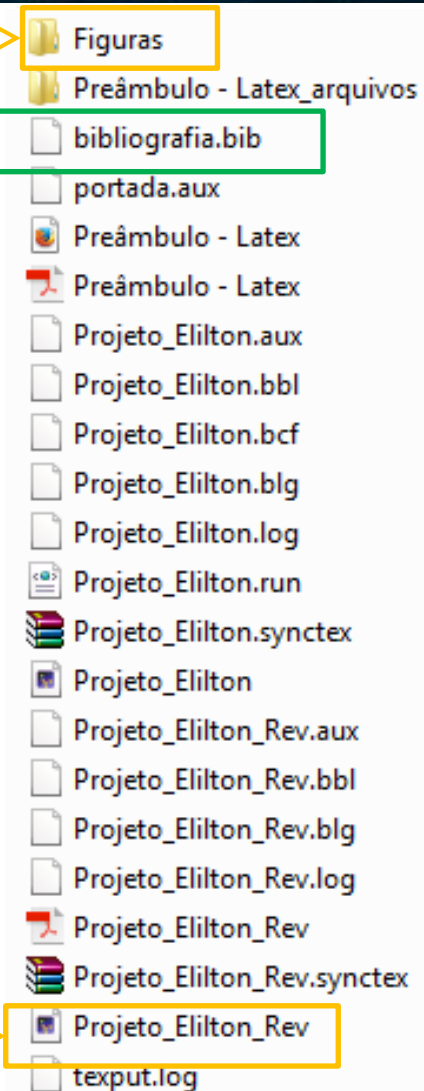 Figuras
Preâmbulo - Latex_arquivos
bibliografia.bib
portada.aux
Preâmbulo - Latex
Preâmbulo - Latex
Projeto_Elilton.aux
Projeto_Elilton.bbl
Projeto_Elilton.bcf
Projeto_Elilton.blg
Projeto_Elilton.log
Projeto_Elilton.run
Projeto_Elilton.synctex
Projeto_Elilton
Projeto_Elilton_Rev.aux
Projeto_Elilton_Rev.bbl
Projeto_Elilton_Rev.blg
Projeto_Elilton_Rev.log
Projeto_Elilton_Rev
Projeto_Elilton_Rev.synctex
Projeto_Elilton_Rev
texput.log